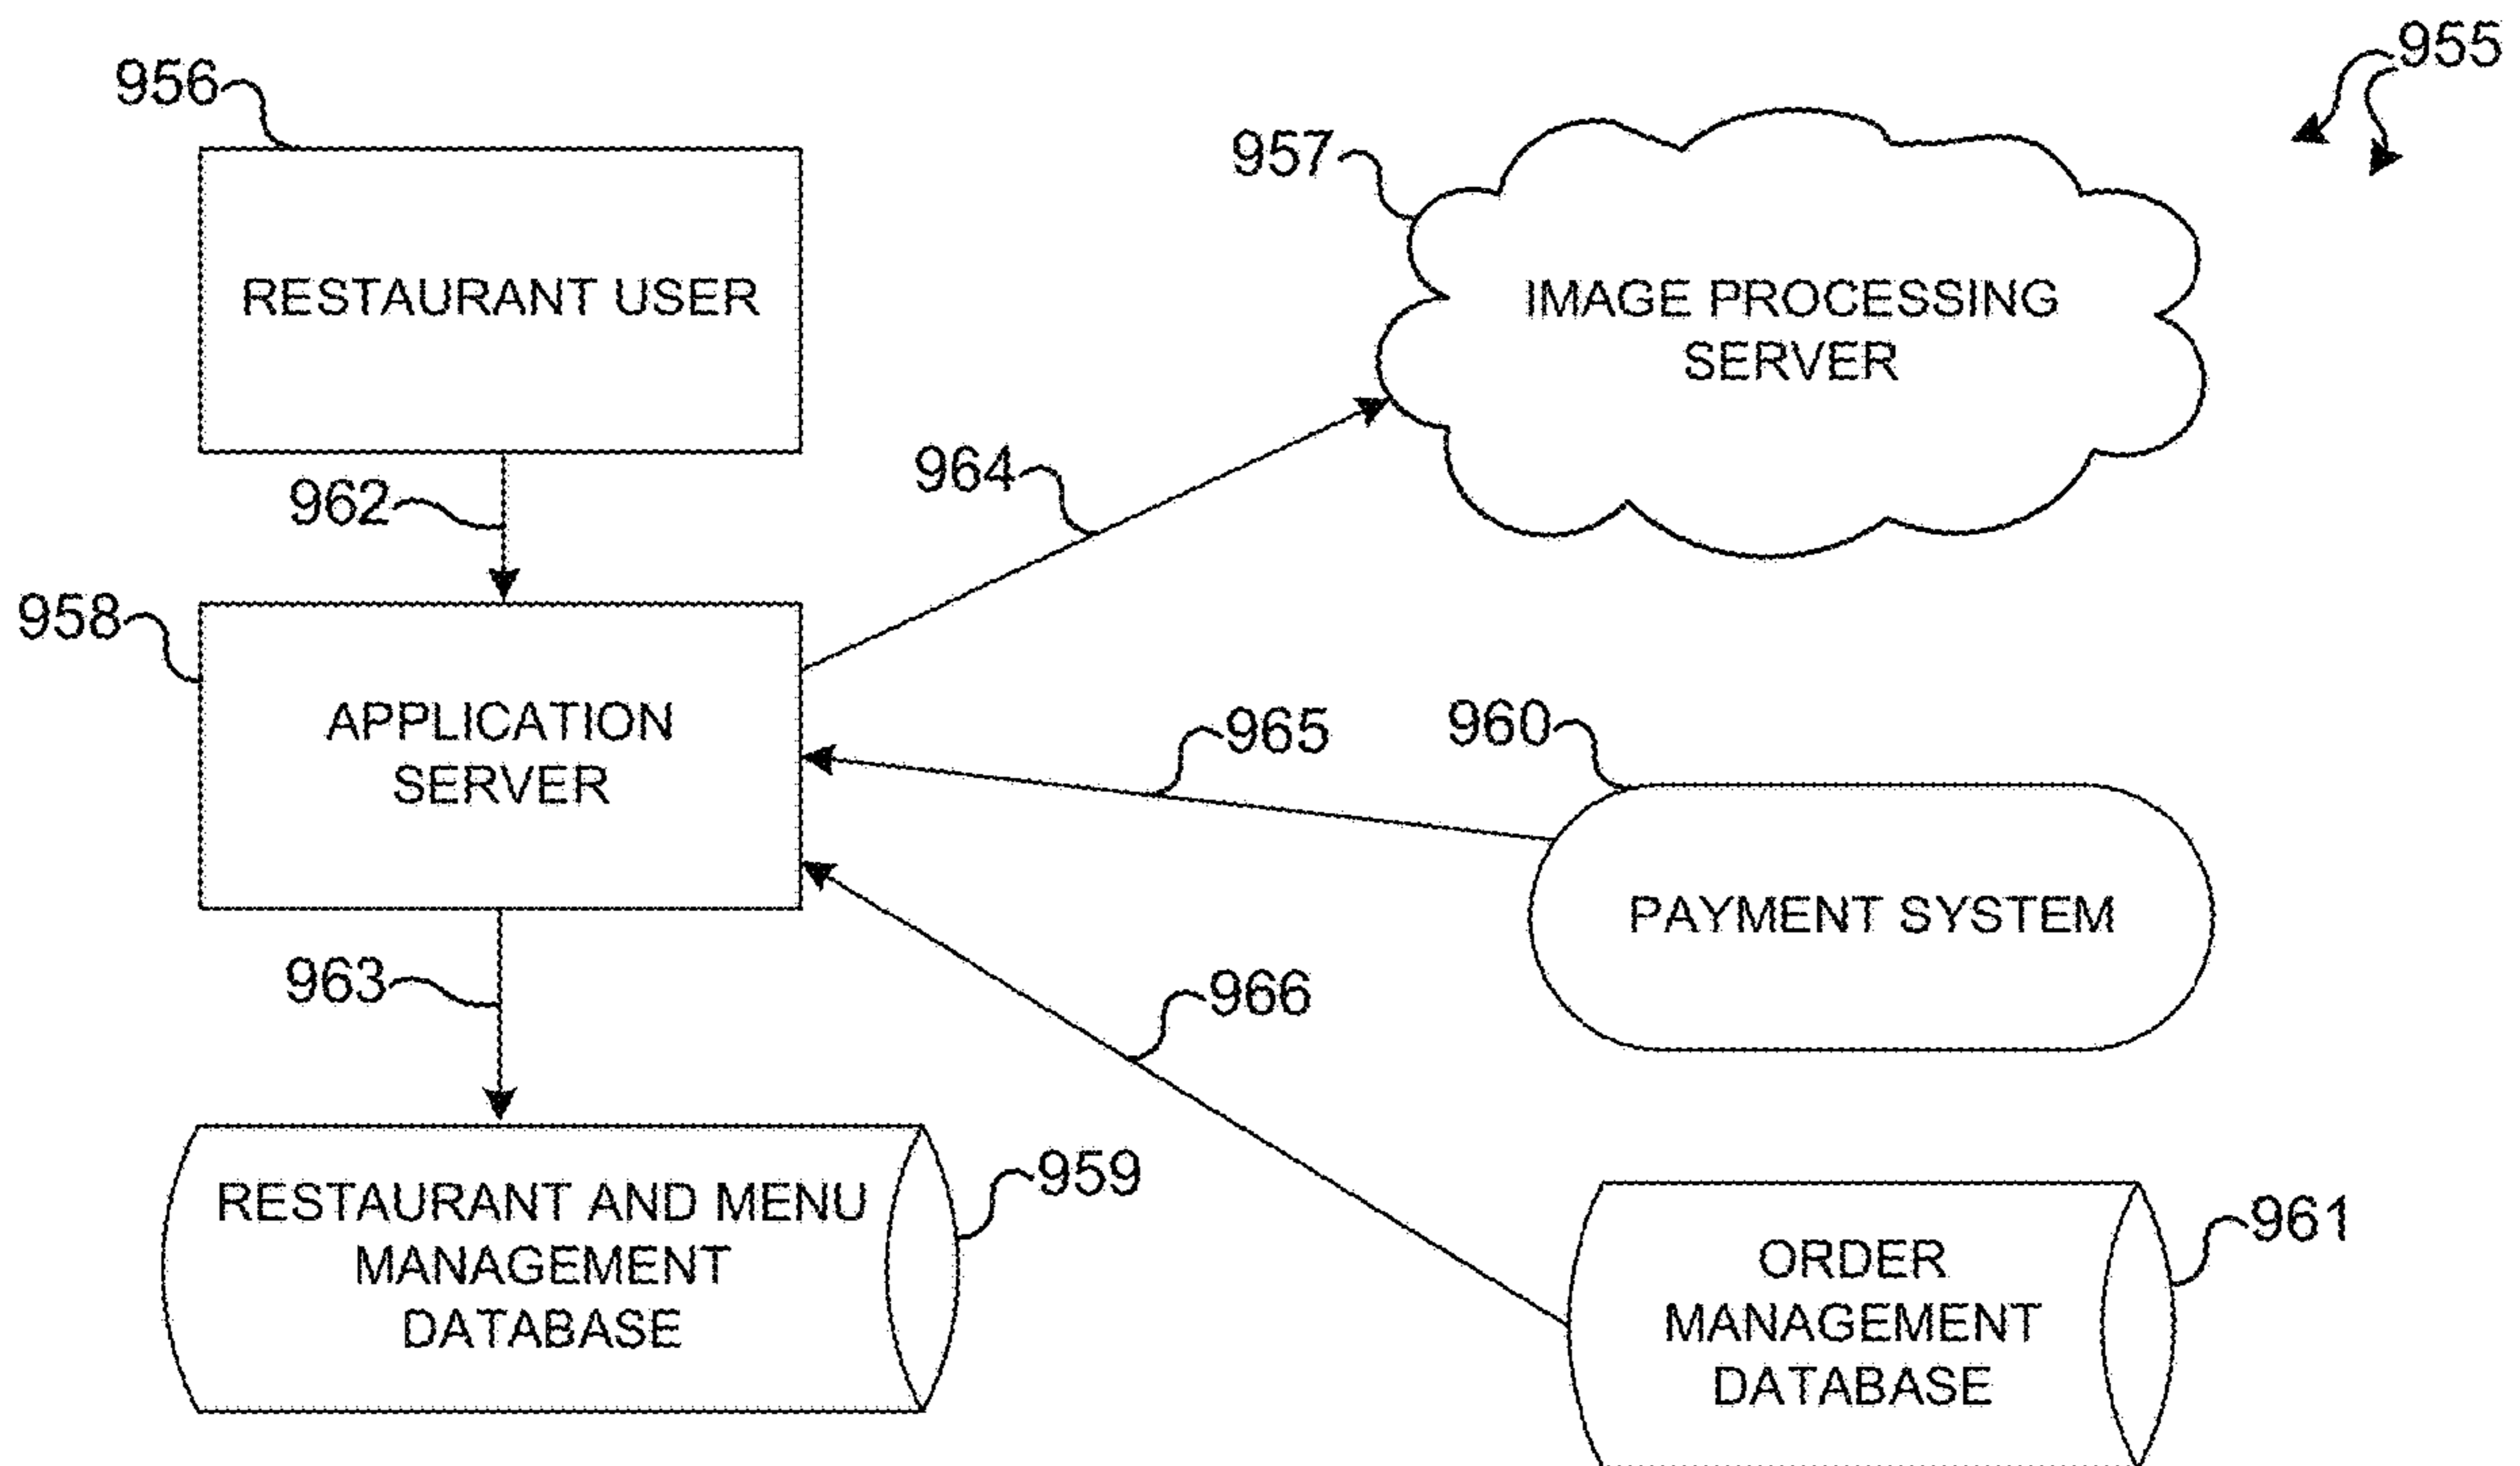 955
956
957
RESTAURANT USER
IMAGE PROCESSING
SERVER
964
962
958
APPLICATION
SERVER
965
960
PAYMENT SYSTEM
963
966
959
RESTAURANT AND MENU
MANAGEMENT
DATABASE
961
ORDER
MANAGEMENT
DATABASE